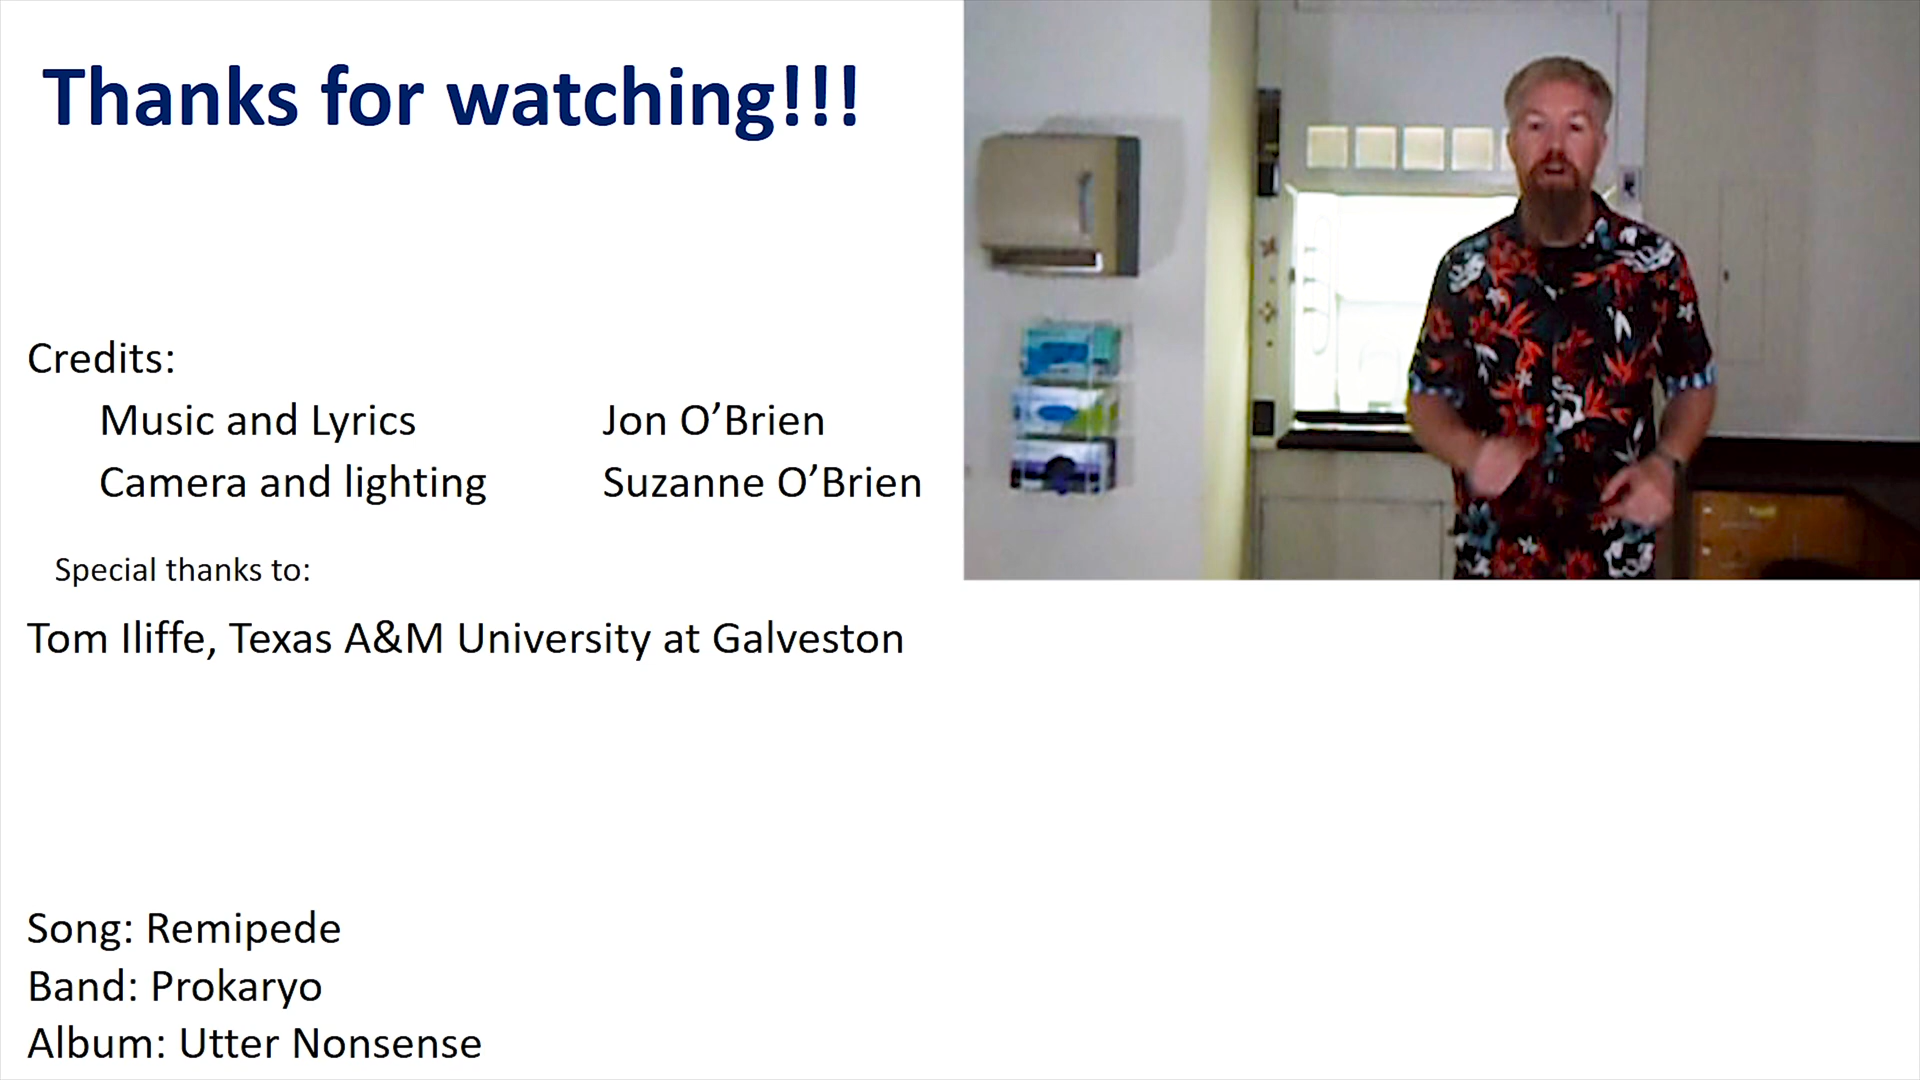 Thanks for watching!!!
Credits:
Music and Lyrics Jon O’Brien
Camera and lighting Suzanne O’Brien
Special thanks to:
Tom Iliffe, Texas A&M University at Galveston
Song: Remipede
Band: Prokaryo
Album: Utter Nonsense